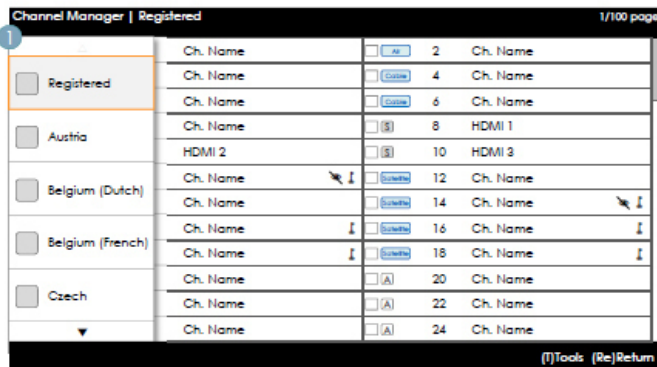 Channel Manager | Registered 1/100 page
1
Ch. Name Air 2 Ch. Name
Registered Ch. Name Cable 4 Ch. Name
Ch. Name Cable 6 Ch. Name
Austria Ch. Name S 8 HDMI 1
HDMI 2 S 10 HDMI 3
Belgium (Dutch) Ch. Name Satellite 12 Ch. Name
Ch. Name Satellite 14 Ch. Name
Belgium (French) Ch. Name Satellite 16 Ch. Name
Ch. Name Satellite 18 Ch. Name
Czech Ch. Name A 20 Ch. Name
Ch. Name A 22 Ch. Name
Ch. Name A 24 Ch. Name
(T)Tools (Re)Return